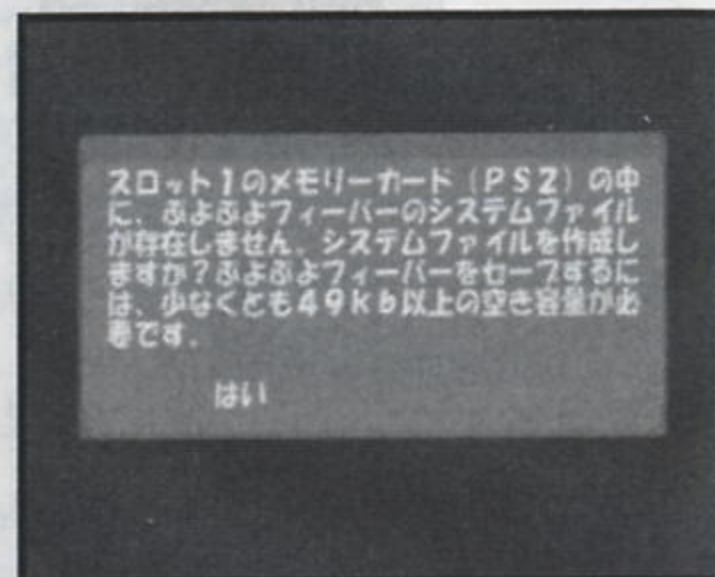 スロット1のメモリーカード（PS2）の中
に、ぷよぷよフィーバーのシステムファイル
が存在しません。システムファイルを作成し
ますか？ぷよぷよフィーバーをセーブするに
は、少なくとも49kb以上の空き容量が必
要です。
はい